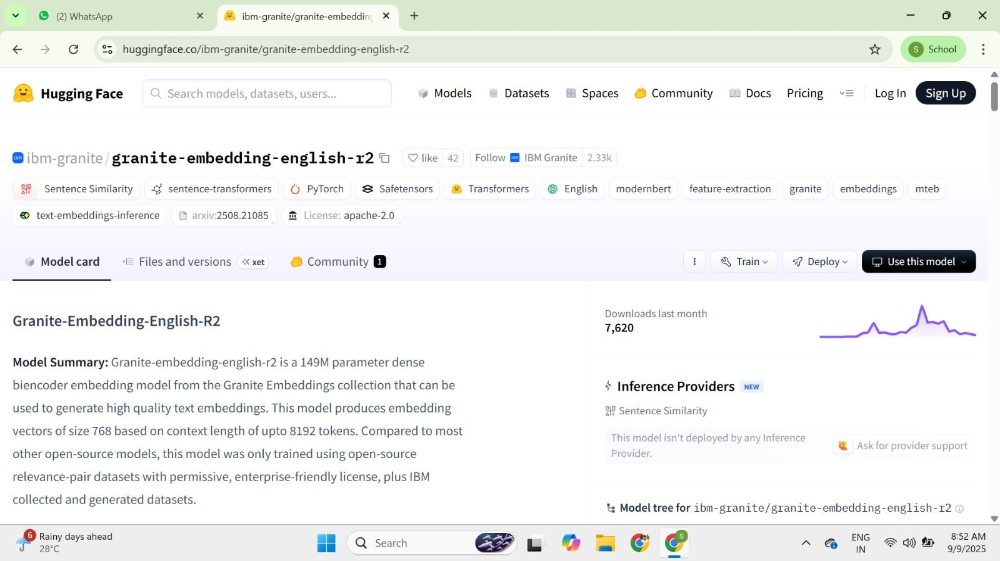 (2) WhatsApp
ibm-granite/granite-embedding
huggingface.co/ibm-granite/granite-embedding-english-r2
S School
Hugging Face
Search models, datasets, users...
Models
Datasets
Spaces
Community
Docs
Pricing
Log In
Sign Up
ibm-granite/granite-embedding-english-r2
like 42
Follow IBM Granite 2.33k
Sentence Similarity
sentence-transformers
PyTorch
Safetensors
Transformers
English
modernbert
feature-extraction
granite
embeddings
mteb
text-embeddings-inference
arxiv:2508.21085
License: apache-2.0
Model card
Files and versions
xet
Community 1
Train
Deploy
Use this model
Granite-Embedding-English-R2
Model Summary: Granite-embedding-english-r2 is a 149M parameter dense
biencoder embedding model from the Granite Embeddings collection that can be
used to generate high quality text embeddings. This model produces embedding
vectors of size 768 based on context length of upto 8192 tokens. Compared to most
other open-source models, this model was only trained using open-source
relevance-pair datasets with permissive, enterprise-friendly license, plus IBM
collected and generated datasets.
Downloads last month
7,620
Inference Providers NEW
Sentence Similarity
This model isn't deployed by any Inference
Provider.
Ask for provider support
Model tree for ibm-granite/granite-embedding-english-r2
6
Rainy days ahead
28°C
Search
S
ENG
IN
8:52 AM
9/9/2025